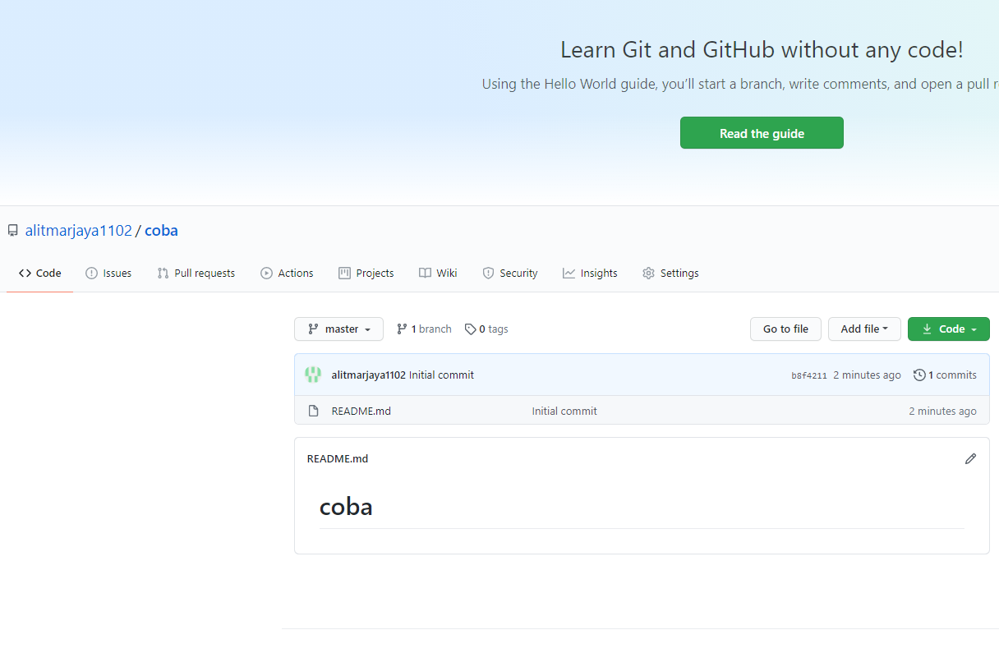 Learn Git and GitHub without any code!
Using the Hello World guide, you’ll start a branch, write comments, and open a pull
Read the guide
alitmarjaya1102 / coba
Code Issues Pull requests Actions Projects Wiki Security Insights Settings
master 1 branch 0 tags Go to file Add file Code
alitmarjaya1102 Initial commit b8f4211 2 minutes ago 1 commits
README.md Initial commit 2 minutes ago
README.md
coba